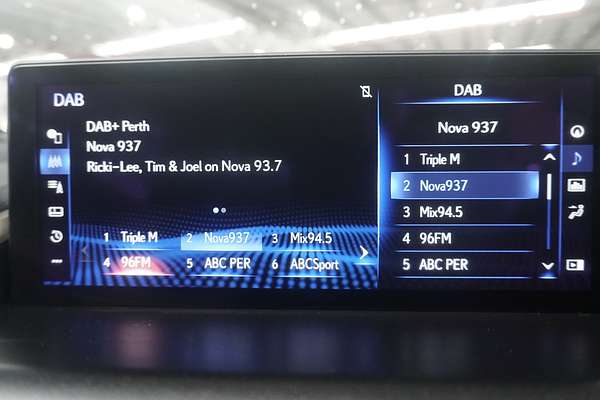 DAB
DAB+ Perth
Nova 937
Ricki-Lee, Tim & Joel on Nova 93.7
1 Triple M 2 Nova937 3 Mix94.5
4 96FM 5 ABC PER 6 ABCSport
DAB
Nova 937
1 Triple M
2 Nova937
3 Mix94.5
4 96FM
5 ABC PER